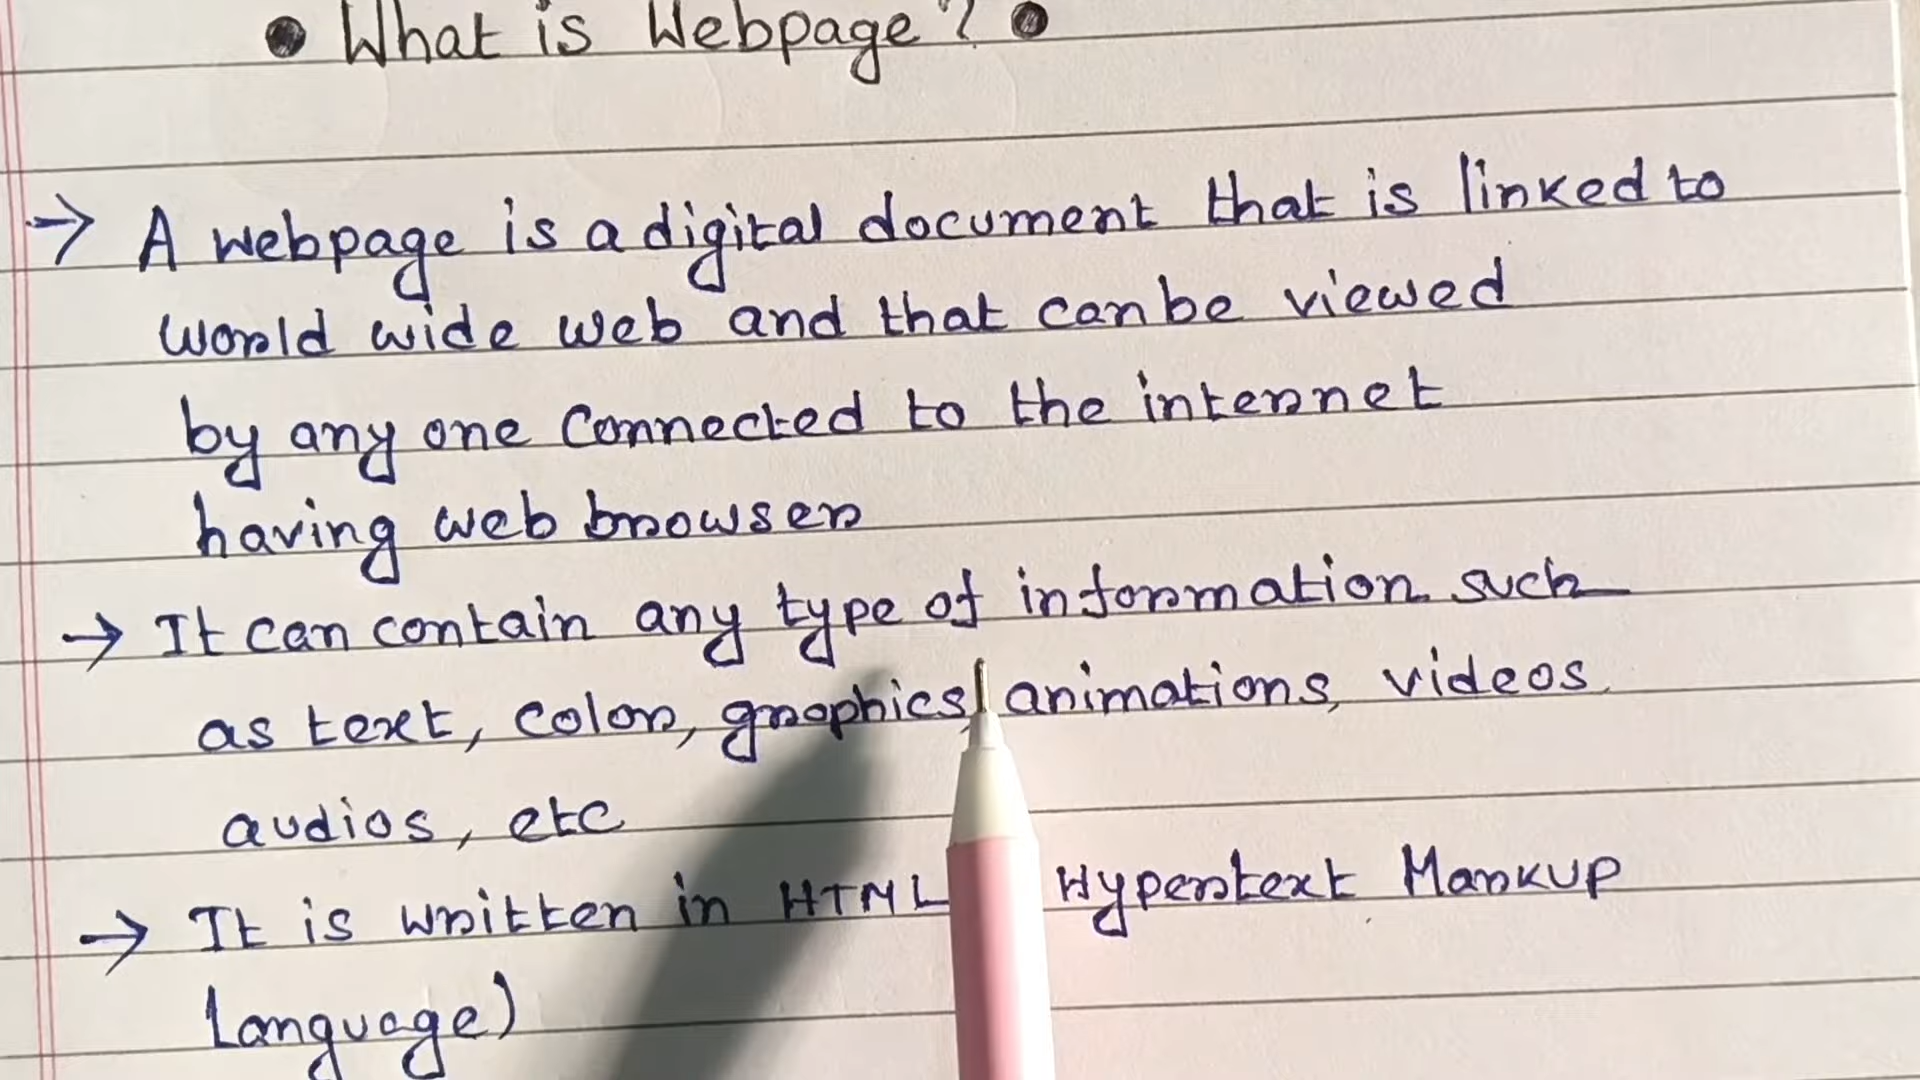 • What is Webpage? •
→ A webpage is a digital document that is linked to
world wide web and that can be viewed
by any one Connected to the internet
having web browser
→ It can contain any type of information such
as text, color, graphics, animations, videos
audios, etc
→ It is written in HTML Hypertext Markup
Language)